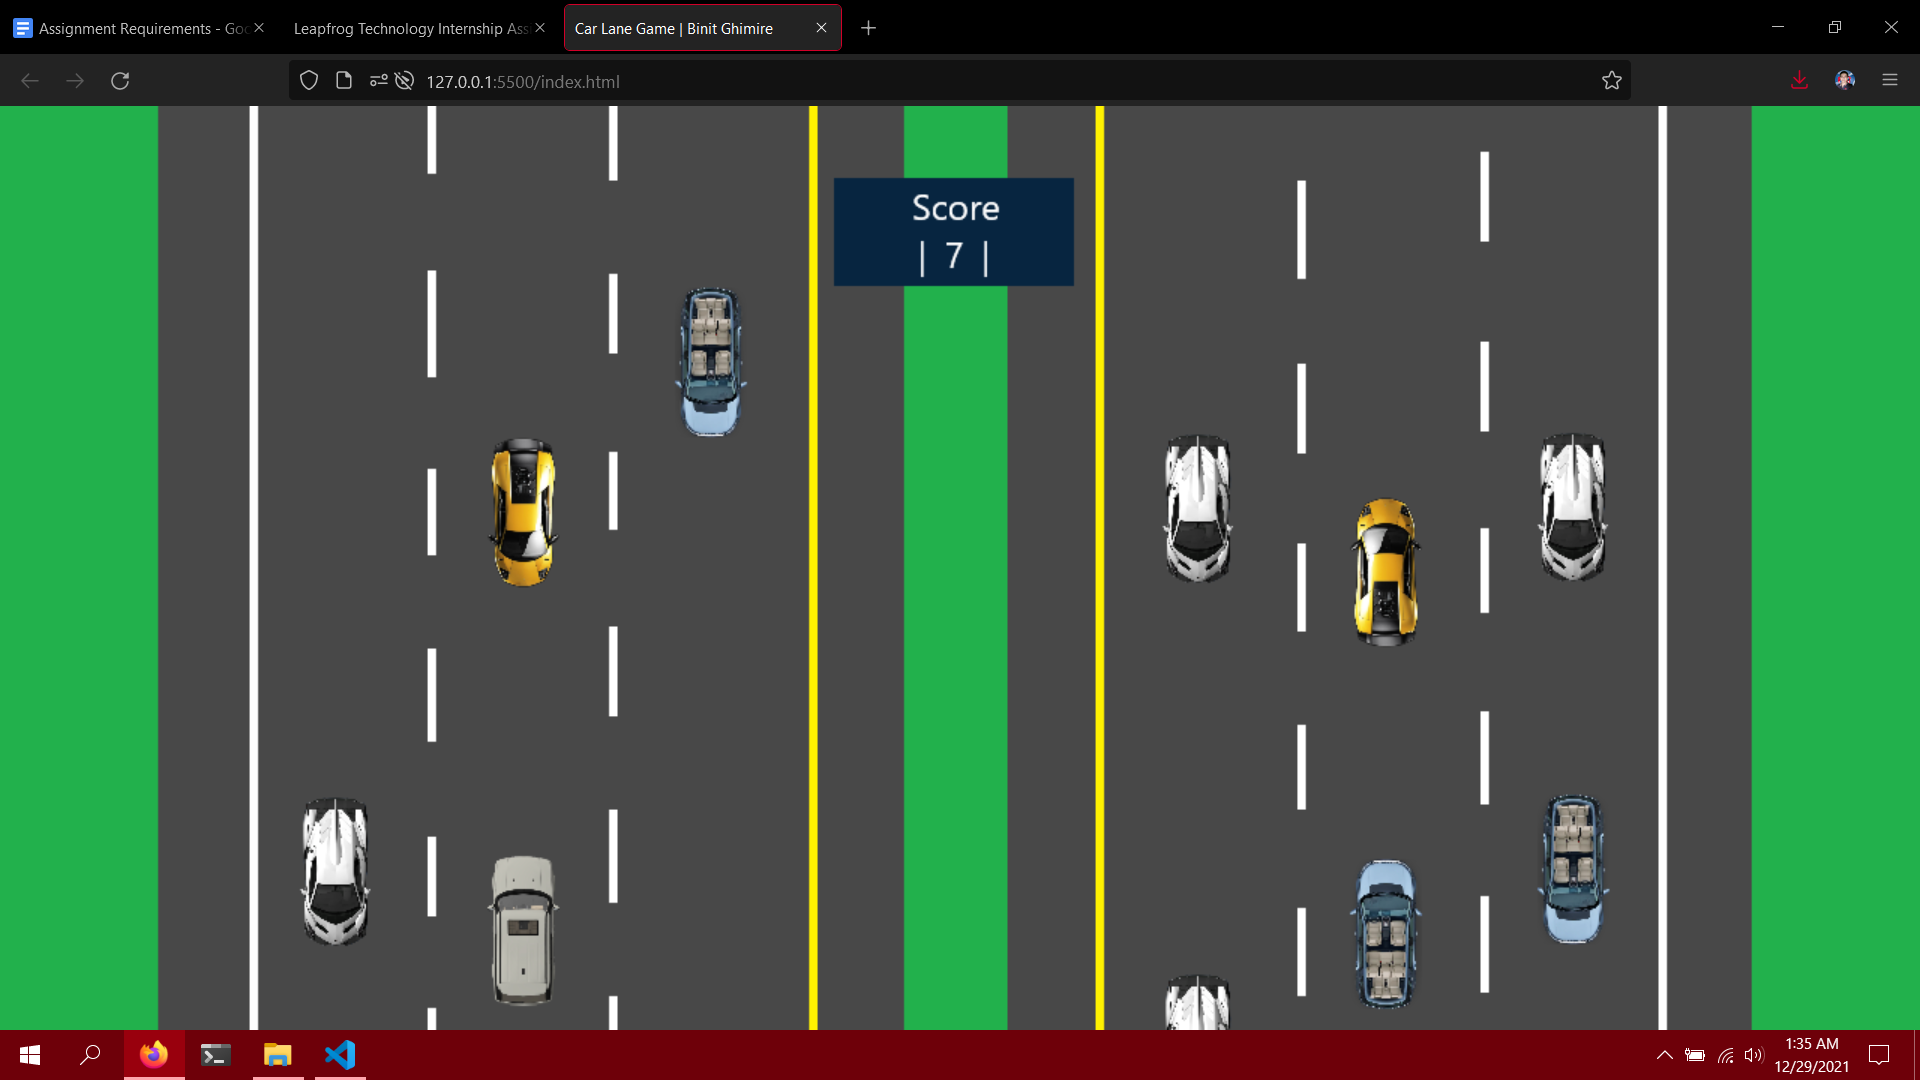 Assignment Requirements - Goo
Leapfrog Technology Internship Ass
Car Lane Game | Binit Ghimire
127.0.0.1:5500/index.html
Score
| 7 |
1:35 AM
12/29/2021